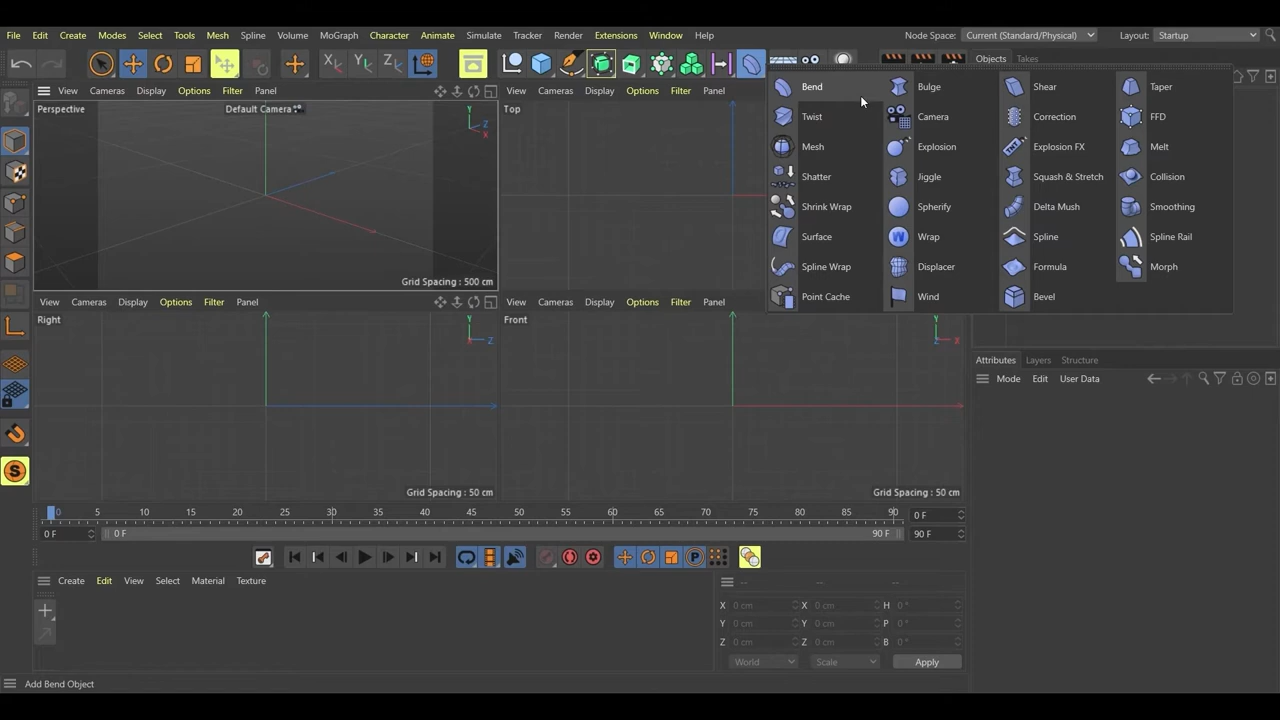 File Edit Create Modes Select Tools Mesh Spline Volume MoGraph Character Animate Simulate Tracker Render Extensions Window Help Node Space: Current (Standard/Physical) Layout: Startup
Objects Takes
View Cameras Display Options Filter Panel
View Cameras Display Options Filter Panel
Perspective Default Camera Y Z X
Top
Bend Bulge Shear Taper
Twist Camera Correction FFD
Mesh Explosion Explosion FX Melt
Shatter Jiggle Squash & Stretch Collision
Shrink Wrap Spherify Delta Mush Smoothing
Surface Wrap Spline Spline Rail
Spline Wrap Displacer Formula Morph
Point Cache Wind Bevel
Grid Spacing : 500 cm
View Cameras Display Options Filter Panel
View Cameras Display Options Filter Panel
Right Y X Z
Front Y Z X
Grid Spacing : 50 cm
Grid Spacing : 50 cm
Attributes Layers Structure
Mode Edit User Data
0 5 10 15 20 25 30 35 40 45 50 55 60 65 70 75 80 85 90 0 F
0 F 0 F 90 F 90 F
Create Edit View Select Material Texture
-- -- --
X 0 cm X 0 cm H 0 °
Y 0 cm Y 0 cm P 0 °
Z 0 cm Z 0 cm B 0 °
World Scale Apply
Add Bend Object